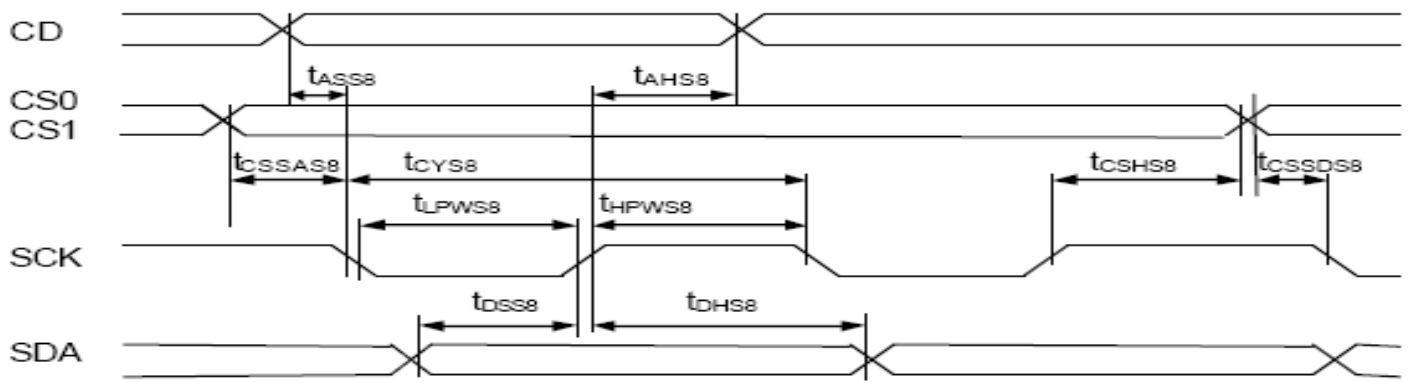 CD
tASS8 tAHS8
CS0
CS1
tCSSAS8 tCYS8 tCSHS8 tCSSDS8
tLPWS8 tHPWS8
SCK
tDSS8 tDHS8
SDA